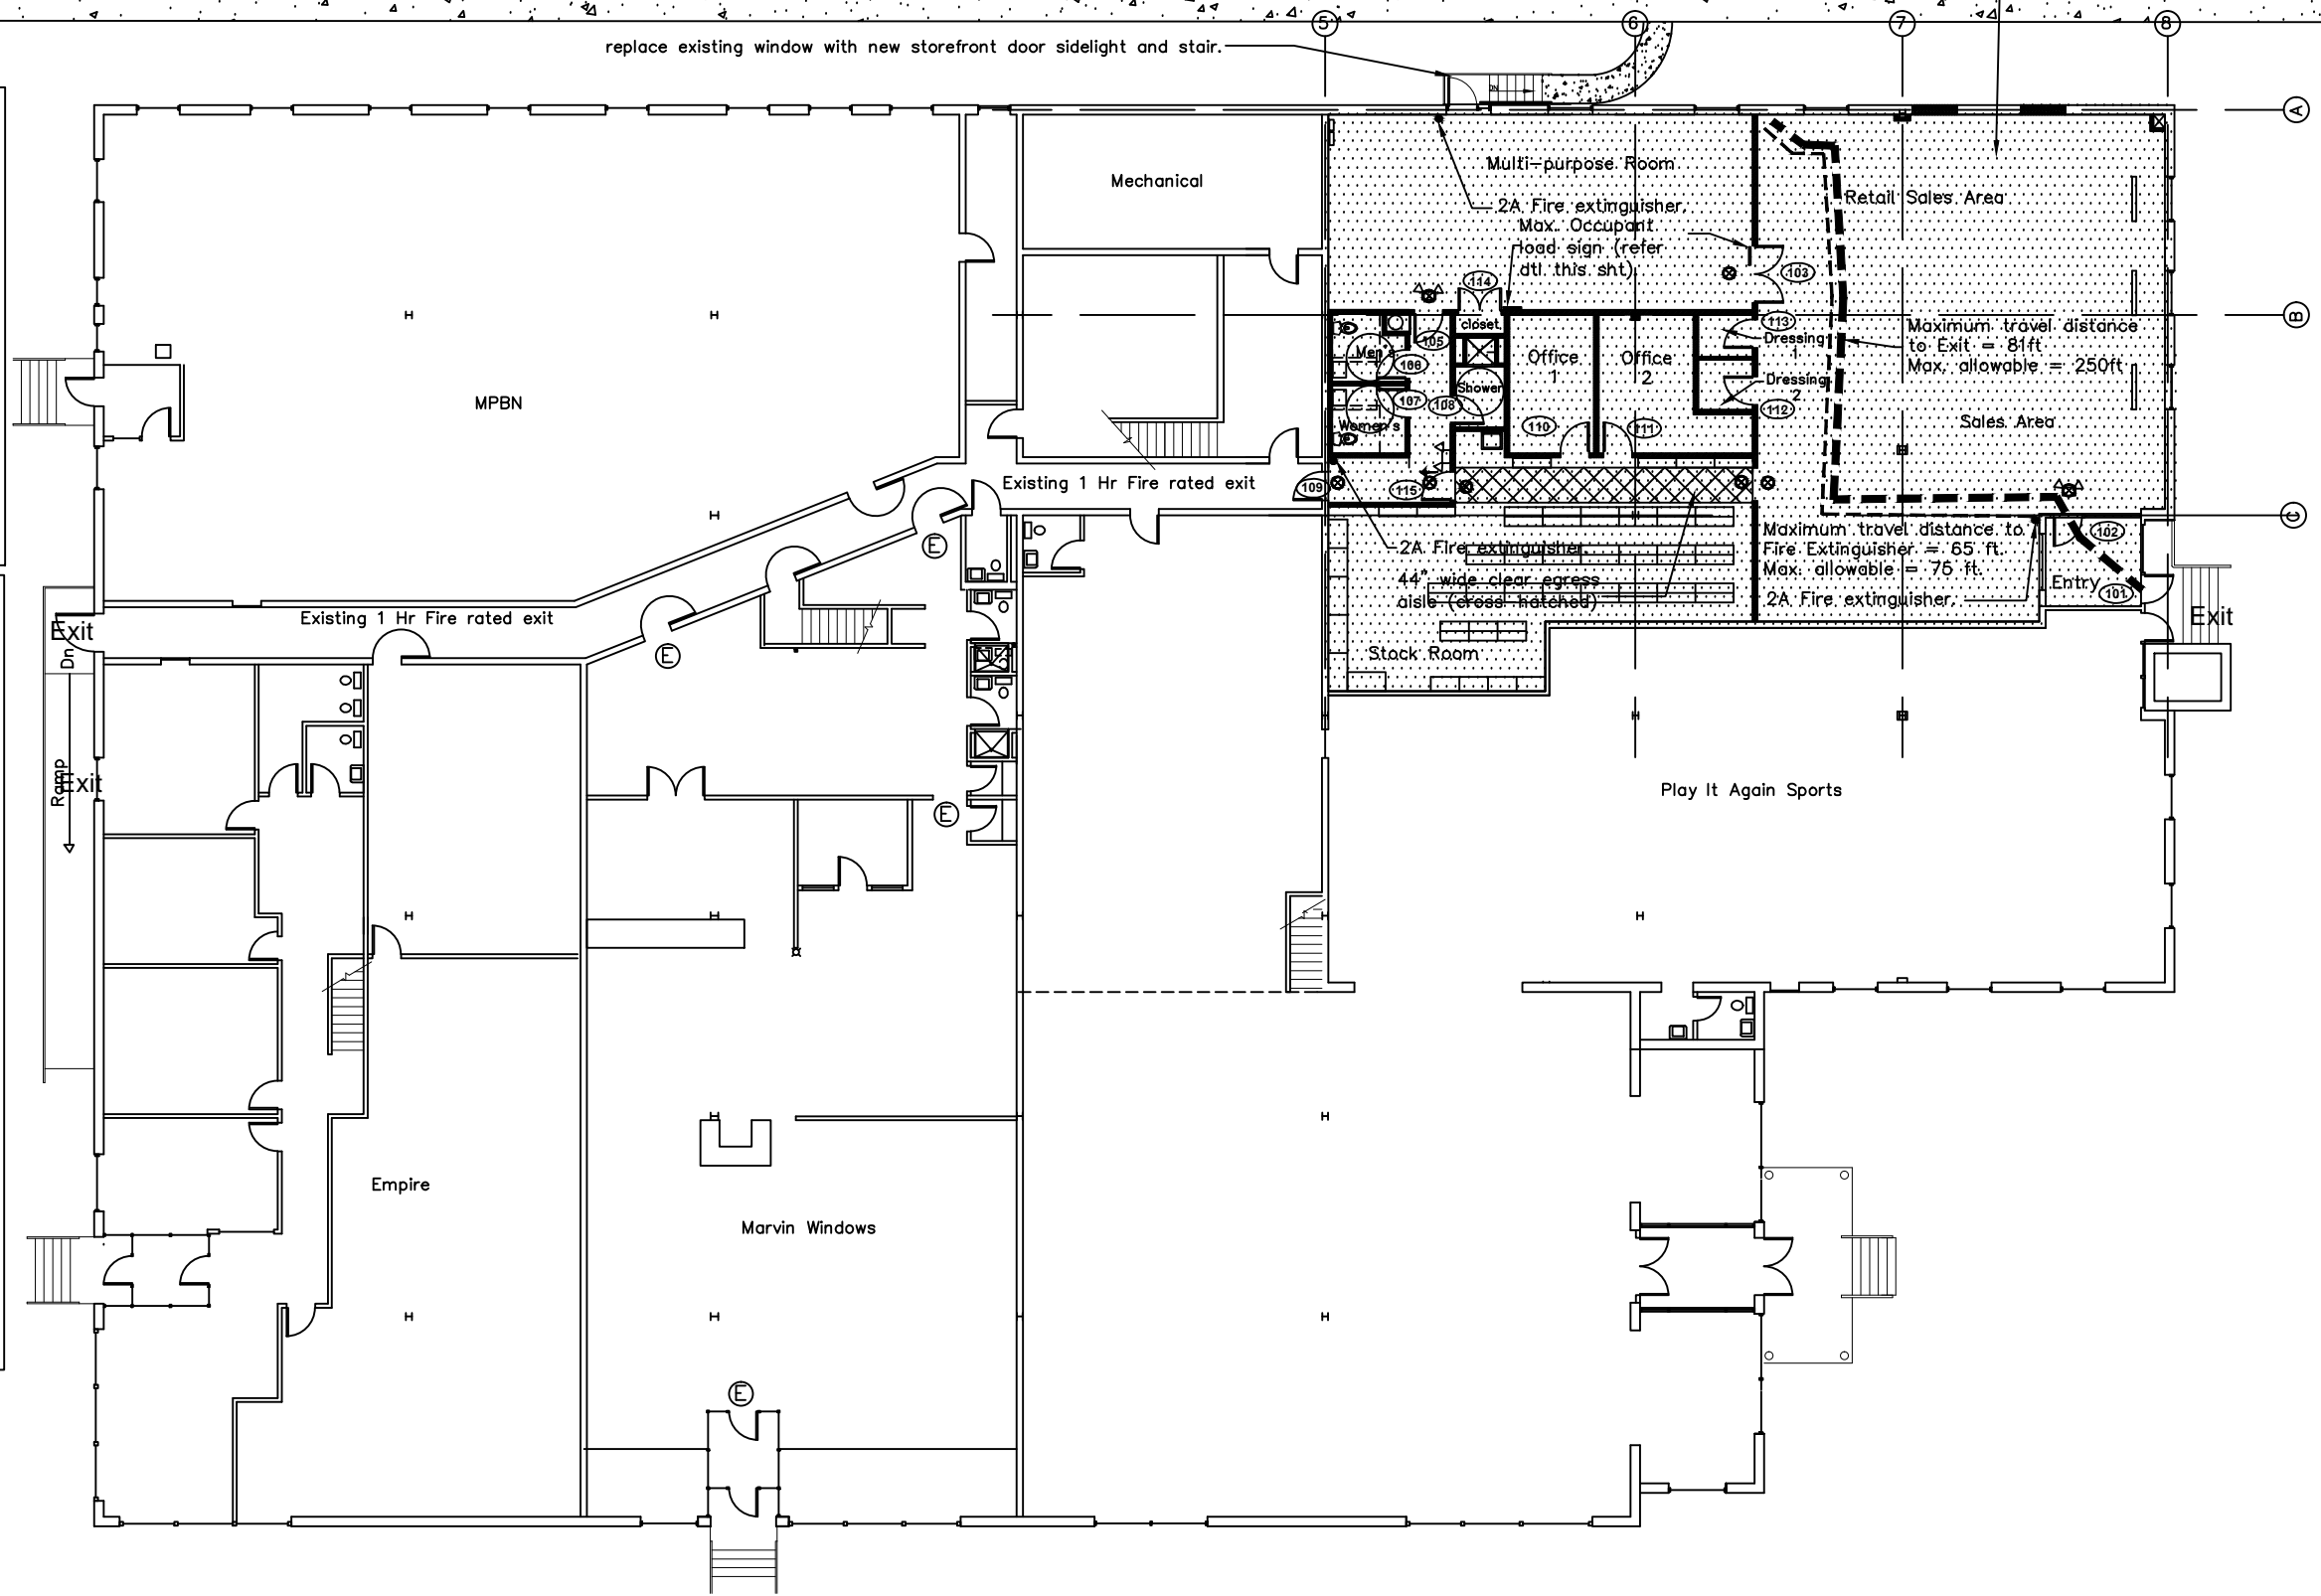 5
6
7
8
replace existing window with new storefront door sidelight and stair.
DN
A
Multi-purpose Room
Mechanical
Retail Sales Area
2A Fire extinguisher.
Max. Occupant
load sign (refer
dtl this sht)
103
114
B
closet
113
Maximum travel distance
to Exit = 81ft
Max. allowable = 250ft
Dressing
1
105
Men's
106
Office
1
Office
2
Dressing
2
Shower
107
108
112
MPBN
Women's
110
111
Sales Area
Existing 1 Hr Fire rated exit
109
115
C
Maximum travel distance to
Fire Extinguisher = 65 ft.
Max. allowable = 75 ft.
2A Fire extinguisher.
102
E
2A Fire extinguisher.
44" wide clear egress
aisle (cross hatched)
Entry
101
Exit
Existing 1 Hr Fire rated exit
Exit
Dn
E
Stock Room
Ramp
Exit
Play It Again Sports
E
Empire
Marvin Windows
E